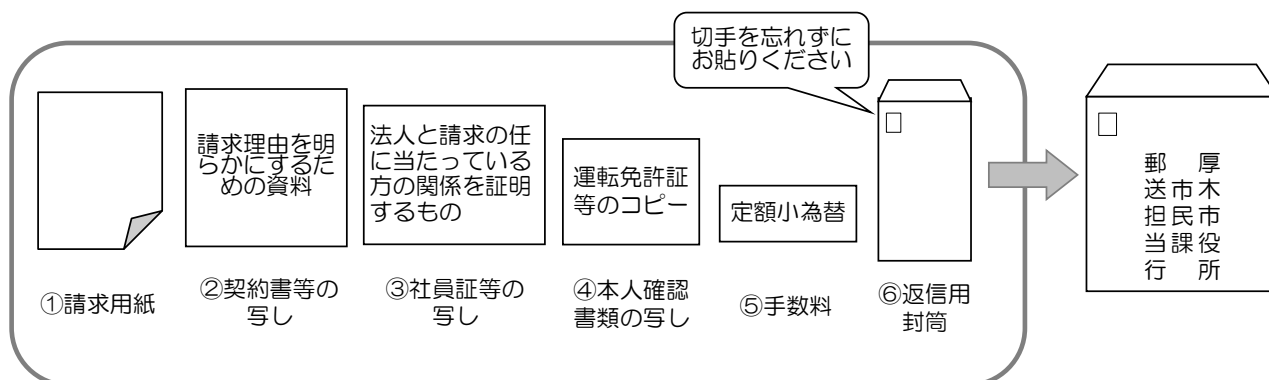 切手を忘れずに
お貼りください
請求理由を明
らかにするた
めの資料
法人と請求の任
に当たっている
方の関係を証明
するもの
運転免許証
等のコピー
定額小為替
①請求用紙
②契約書等の
写し
③社員証等の
写し
④本人確認
書類の写し
⑤手数料
⑥返信用
封筒
厚木市役所
市民課
郵送担当行